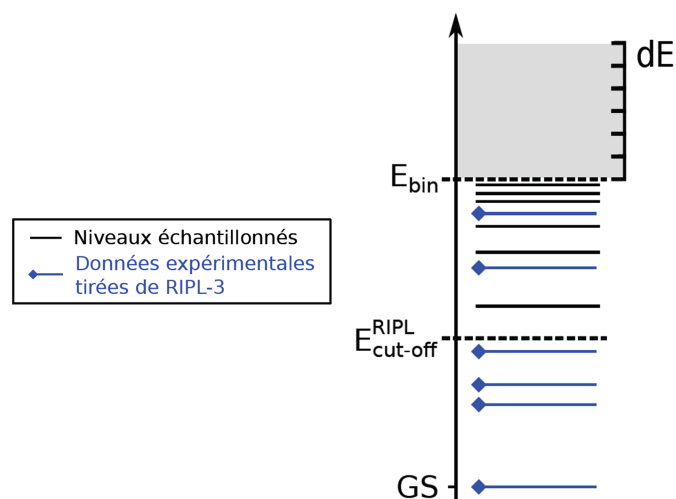 dE
E_bin
Niveaux échantillonnés
Données expérimentales
tirées de RIPL-3
E^RIPL_cut-off
GS